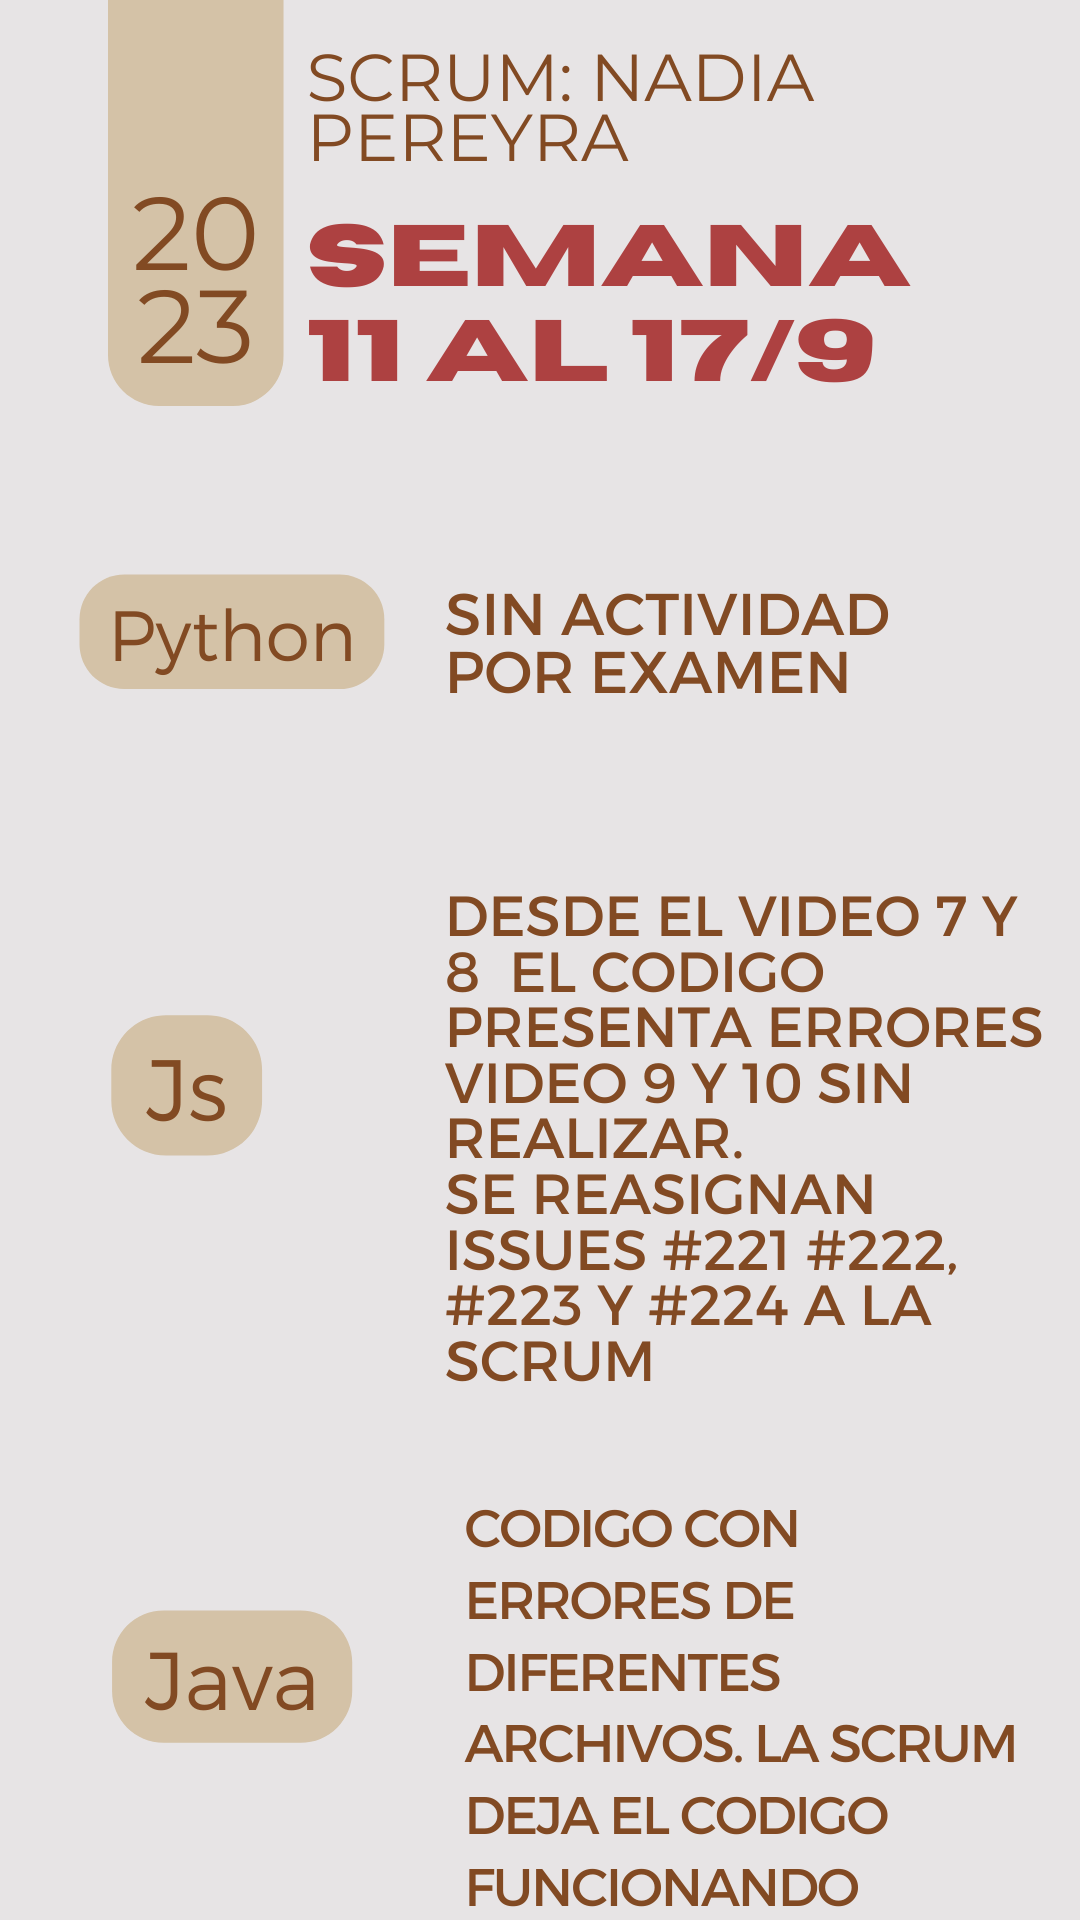 SCRUM: NADIA
PEREYRA
20
23
SEMANA
11 AL 17/9
Python
SIN ACTIVIDAD
POR EXAMEN
Js
DESDE EL VIDEO 7 Y
8 EL CODIGO
PRESENTA ERRORES
VIDEO 9 Y 10 SIN
REALIZAR.
SE REASIGNAN
ISSUES #221 #222,
#223 Y #224 A LA
SCRUM
Java
CODIGO CON
ERRORES DE
DIFERENTES
ARCHIVOS. LA SCRUM
DEJA EL CODIGO
FUNCIONANDO